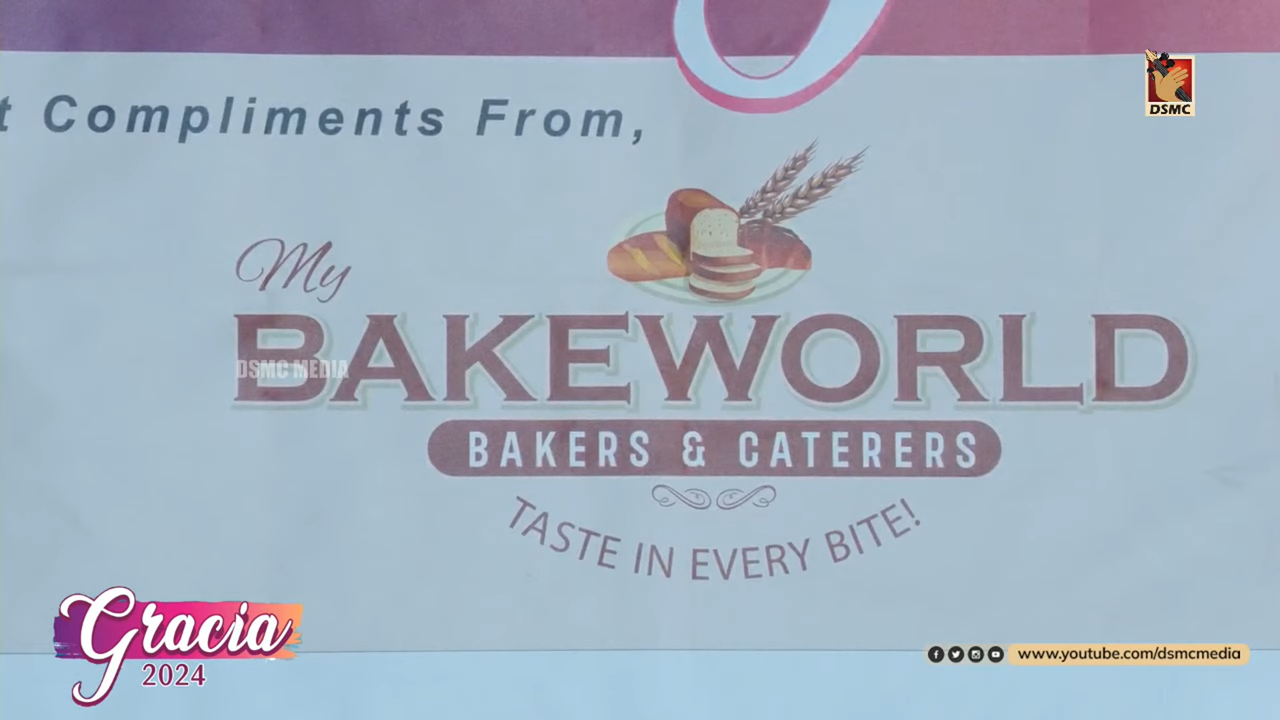 t Compliments From,
DSMC
My
BAKEWORLD
DSMC MEDIA
BAKERS & CATERERS
TASTE IN EVERY BITE!
Gracia
2024
www.youtube.com/dsmcmedia